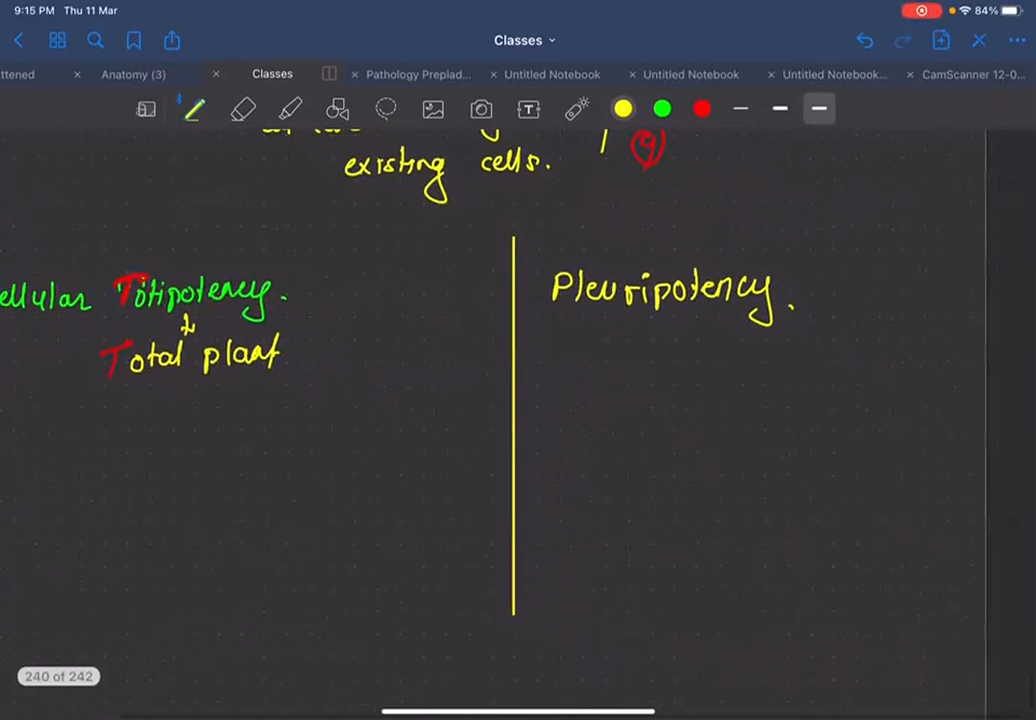 9:15 PM Thu 11 Mar
84%
Classes
ttened
Anatomy (3)
Classes
Pathology Preplad...
Untitled Notebook
Untitled Notebook
Untitled Notebook...
CamScanner 12-0...
existing cells.
ellular Totipotency.
Pleuripotency.
Total plant
240 of 242